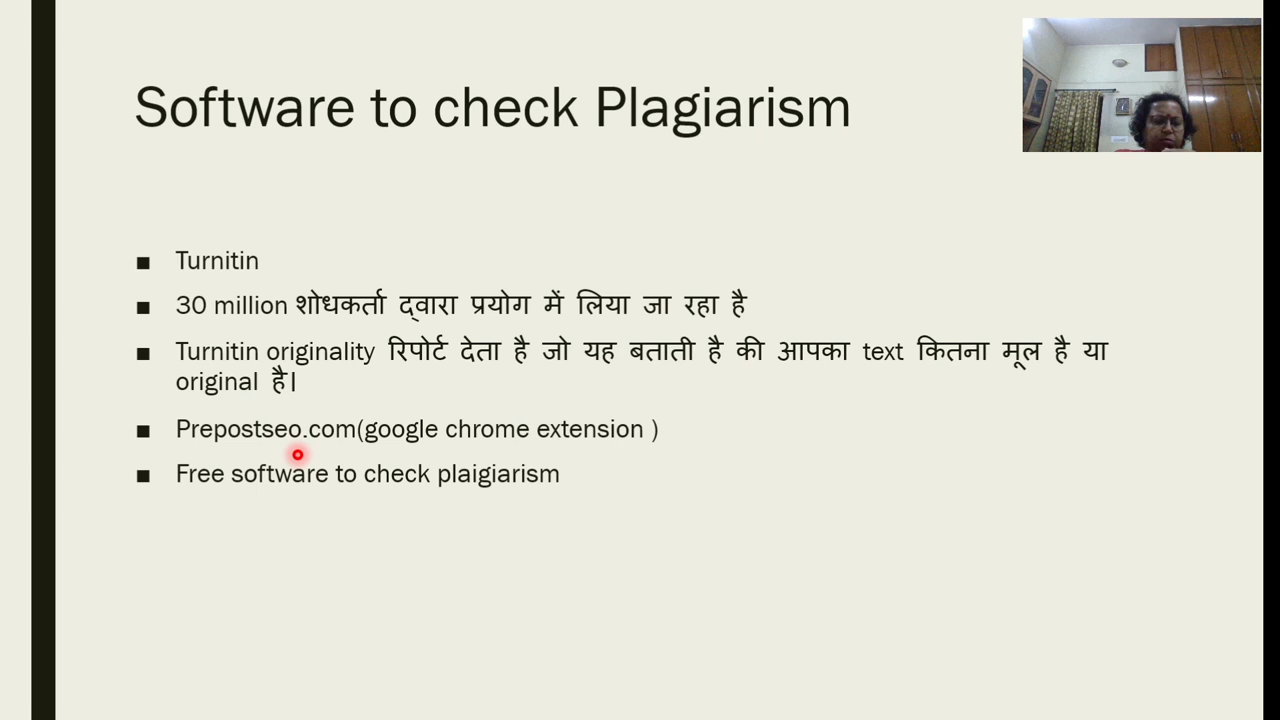 Software to check Plagiarism
■ Turnitin
■ 30 million शोधकर्ता द्वारा प्रयोग में लिया जा रहा है
■ Turnitin originality रिपोर्ट देता है जो यह बताती है की आपका text कितना मूल है या
original है।
■ Prepostseo.com(google chrome extension )
■ Free software to check plaigiarism